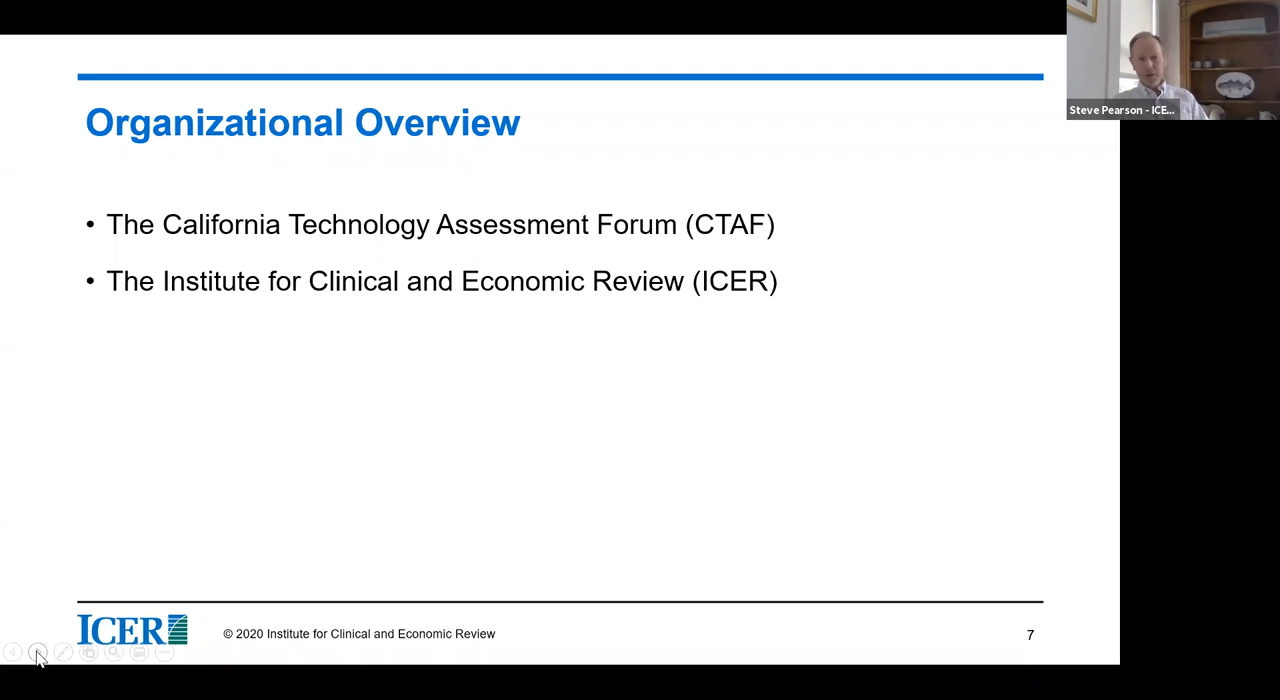 Steve Pearson - ICE...
Organizational Overview
• The California Technology Assessment Forum (CTAF)
• The Institute for Clinical and Economic Review (ICER)
ICER
© 2020 Institute for Clinical and Economic Review
7